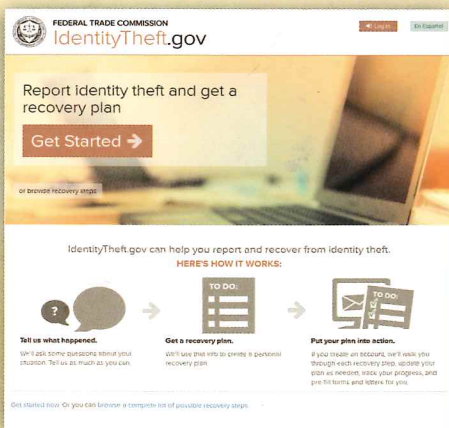 FEDERAL TRADE COMMISSION
IdentityTheft.gov
Log In
En Español
Report identity theft and get a
recovery plan
Get Started →
or browse recovery steps
IdentityTheft.gov can help you report and recover from identity theft.
HERE'S HOW IT WORKS:
?
TO DO:
TO DO:
Tell us what happened.
We'll ask some questions about your
situation. Tell us as much as you can.
Get a recovery plan.
We'll use this info to create a personal
recovery plan.
Put your plan into action.
If you create an account, we'll walk you
through each recovery step, update your
plan as needed, track your progress, and
pre-fill forms and letters for you.
Get started now. Or you can browse a complete list of possible recovery steps.